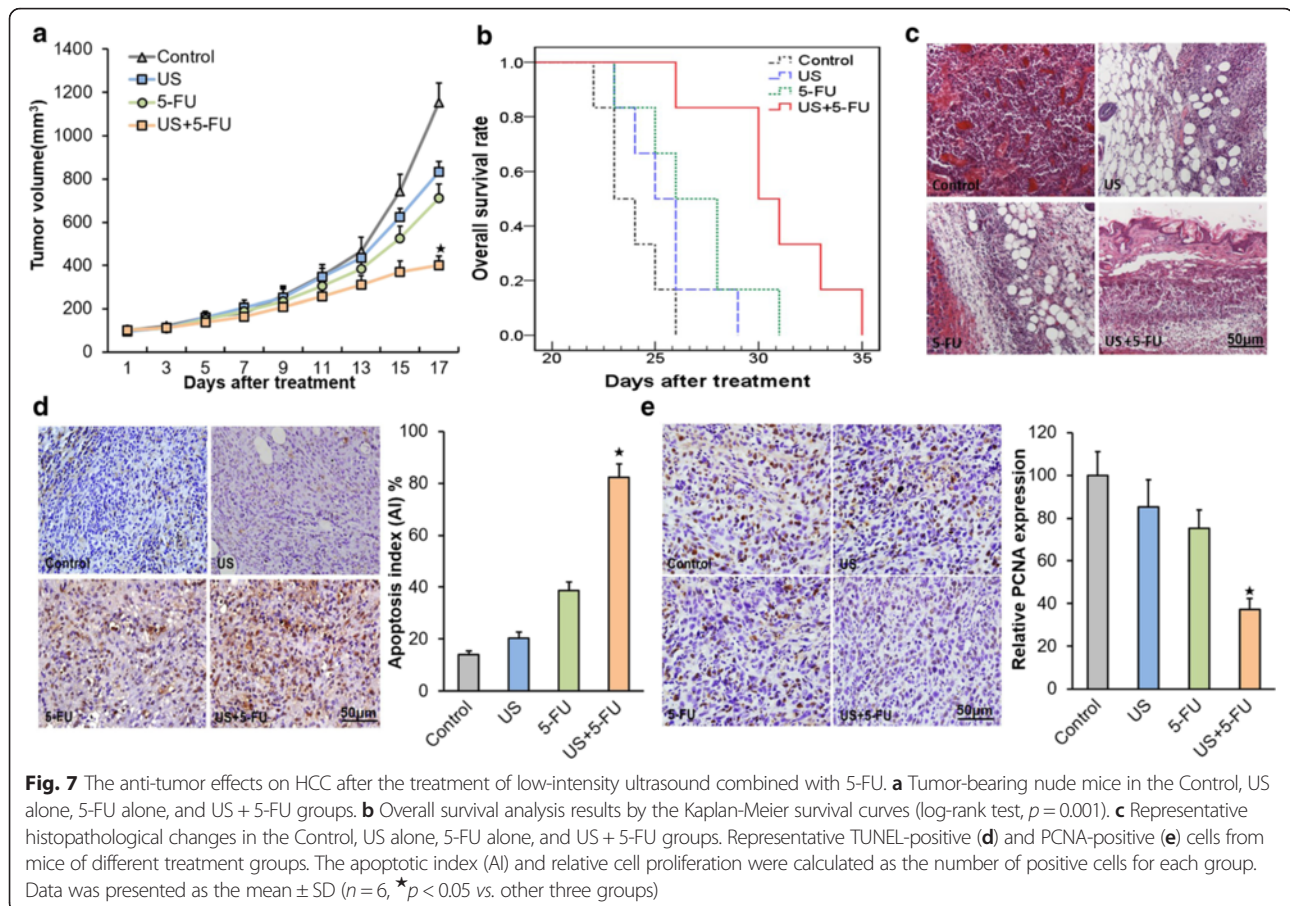 a
1400
1200
1000
800
600
400
200
0
Tumor volume(mm³)
Control
US
5-FU
US+5-FU
★
1 3 5 7 9 11 13 15 17
Days after treatment
b
1.0
0.8
0.6
0.4
0.2
0.0
Overall survival rate
Control
US
5-FU
US+5-FU
20 25 30 35
Days after treatment
c
Control
US
5-FU
US+5-FU
50μm
d
Control
US
5-FU
US+5-FU
50μm
100
80
60
40
20
0
Apoptosis index (AI) %
★
Control
US
5-FU
US+5-FU
e
Control
US
5-FU
US+5-FU
50μm
120
100
80
60
40
20
0
Relative PCNA expression
★
Control
US
5-FU
US+5-FU
Fig. 7 The anti-tumor effects on HCC after the treatment of low-intensity ultrasound combined with 5-FU. a Tumor-bearing nude mice in the Control, US
alone, 5-FU alone, and US + 5-FU groups. b Overall survival analysis results by the Kaplan-Meier survival curves (log-rank test, p = 0.001). c Representative
histopathological changes in the Control, US alone, 5-FU alone, and US + 5-FU groups. Representative TUNEL-positive (d) and PCNA-positive (e) cells from
mice of different treatment groups. The apoptotic index (AI) and relative cell proliferation were calculated as the number of positive cells for each group.
Data was presented as the mean ± SD (n = 6, ★p < 0.05 vs. other three groups)